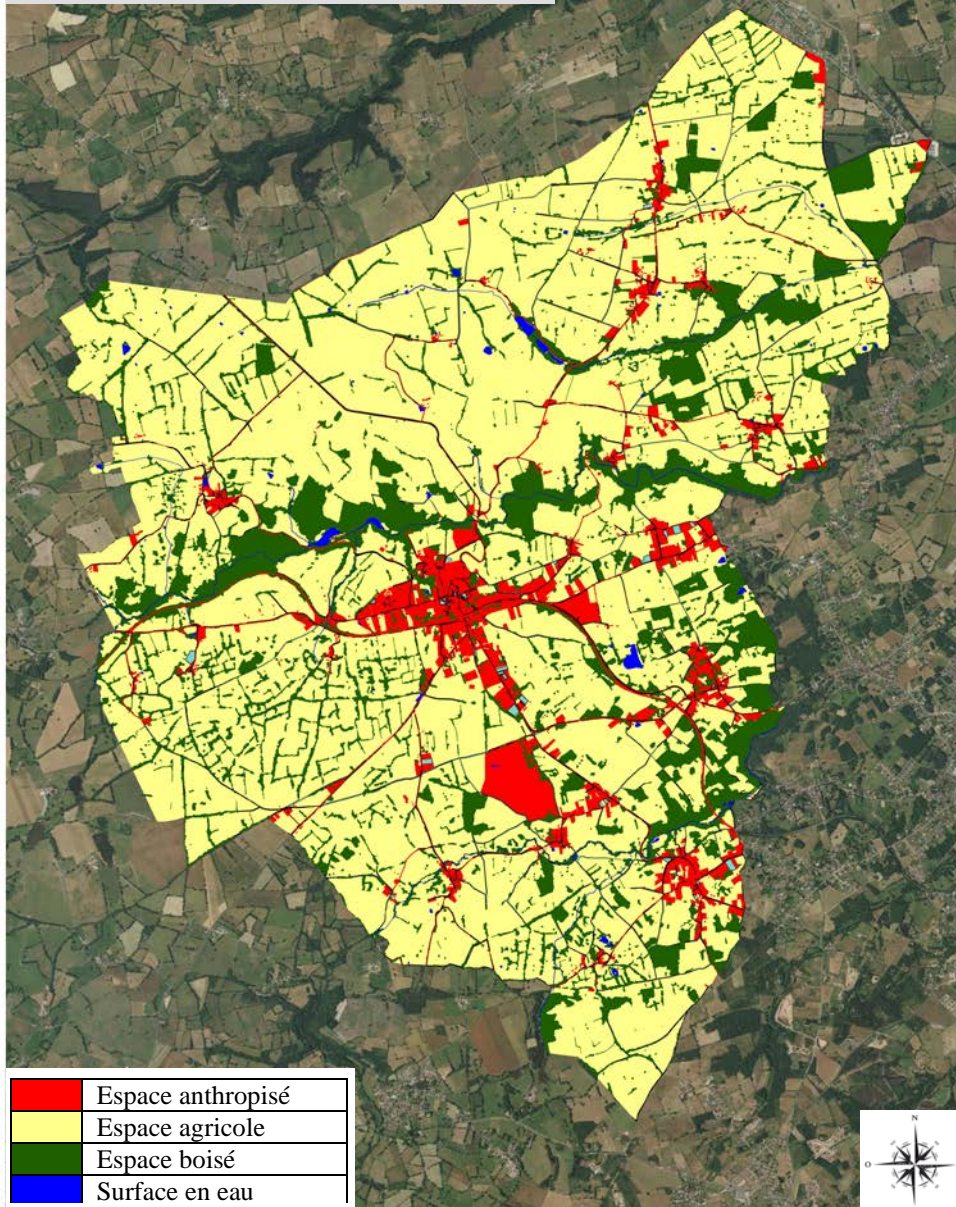 Espace anthropisé
Espace agricole
Espace boisé
Surface en eau
N
O